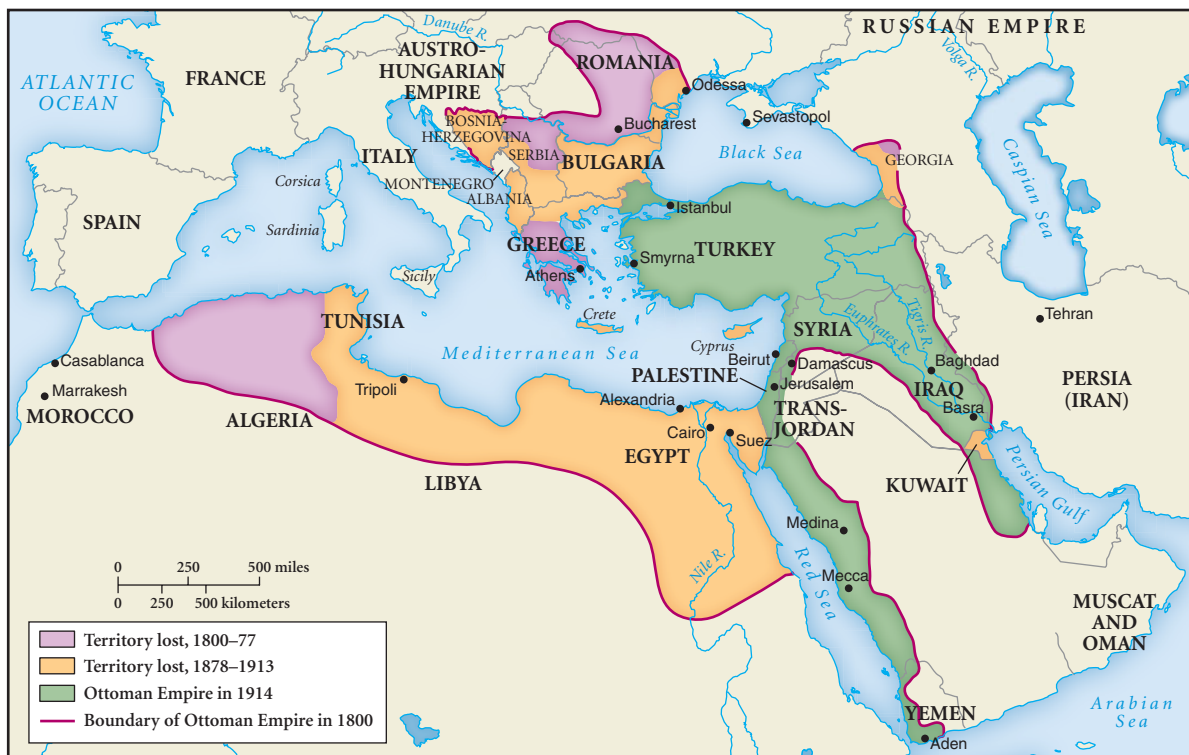 RUSSIAN EMPIRE
Danube R.
Volga R.
AUSTRO-
HUNGARIAN
EMPIRE
ROMANIA
ATLANTIC
OCEAN
FRANCE
Odessa
Sevastopol
Bucharest
BOSNIA-
HERZEGOVINA
SERBIA
ITALY
BULGARIA
Black Sea
GEORGIA
Caspian Sea
MONTENEGRO
ALBANIA
Corsica
SPAIN
Sardinia
Istanbul
GREECE
TURKEY
Smyrna
Athens
Sicily
Crete
Tehran
TUNISIA
SYRIA
Euphrates R.
Tigris R.
Cyprus
Mediterranean Sea
Beirut
Damascus
Baghdad
Casablanca
Marrakesh
MOROCCO
Tripoli
PALESTINE
Jerusalem
IRAQ
PERSIA
(IRAN)
Alexandria
TRANS-
JORDAN
Basra
ALGERIA
Cairo
Suez
EGYPT
LIBYA
KUWAIT
Persian Gulf
Medina
Red Sea
Nile R.
Mecca
MUSCAT
AND
OMAN
YEMEN
Aden
Arabian
Sea
0 250 500 miles
0 250 500 kilometers
Territory lost, 1800–77
Territory lost, 1878–1913
Ottoman Empire in 1914
Boundary of Ottoman Empire in 1800